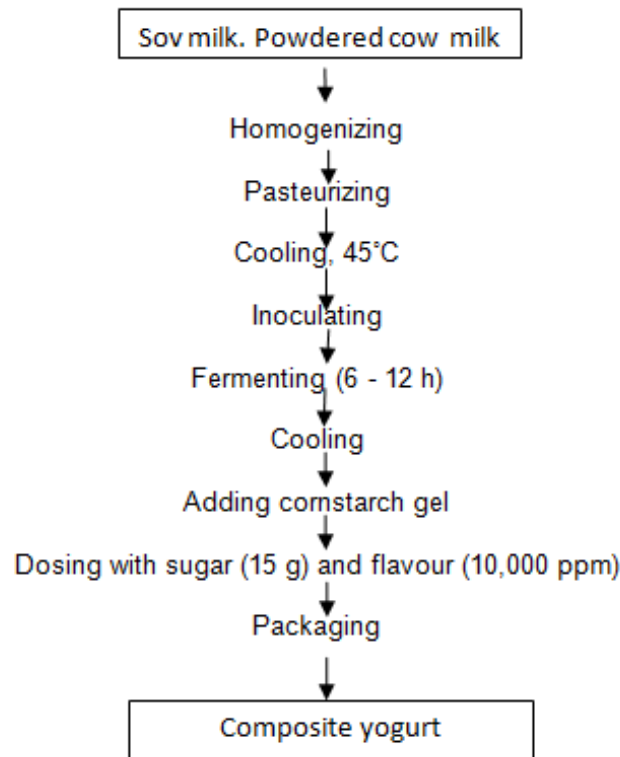 Sov milk. Powdered cow milk
Homogenizing
Pasteurizing
Cooling, 45°C
Inoculating
Fermenting (6 - 12 h)
Cooling
Adding cornstarch gel
Dosing with sugar (15 g) and flavour (10,000 ppm)
Packaging
Composite yogurt